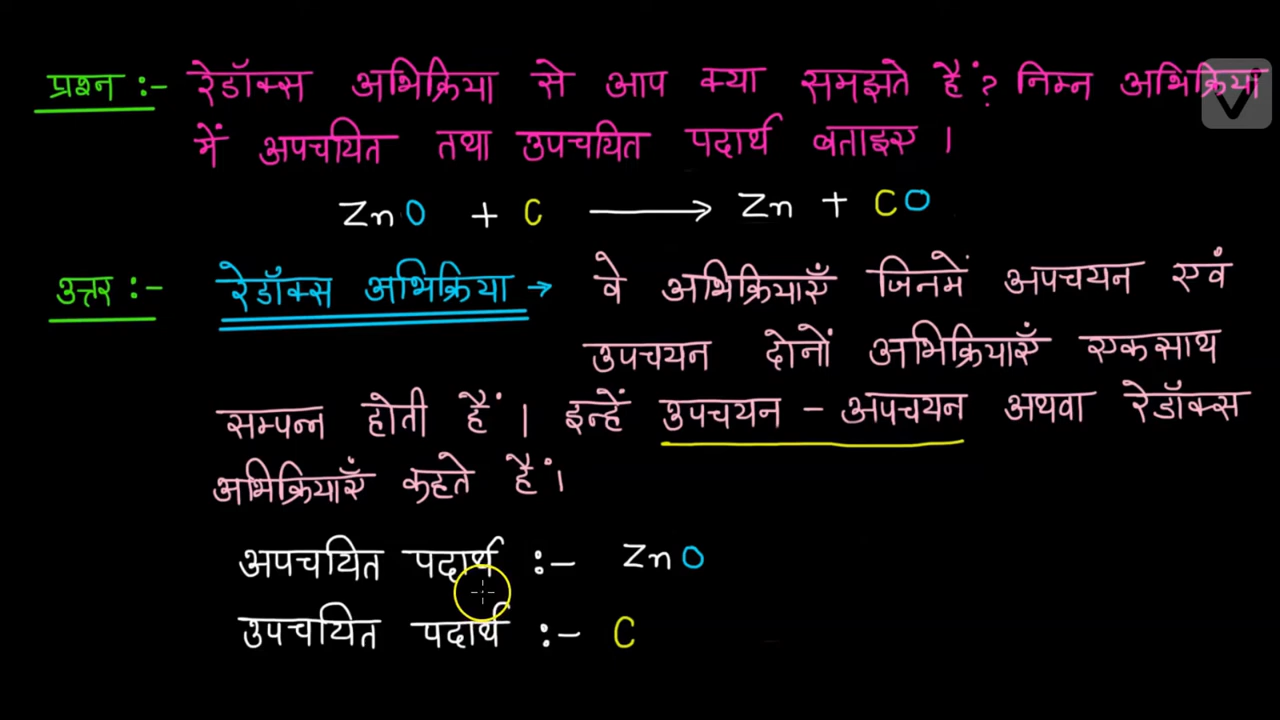 प्रश्न :- रेडॉक्स अभिक्रिया से आप क्या समझते हैं? निम्न अभिक्रिया
में अपचयित तथा उपचयित पदार्थ बताइए ।
ZnO + C ⟶ Zn + CO
उत्तर :- रेडॉक्स अभिक्रिया → वे अभिक्रियाएँ जिनमें अपचयन एवं
उपचयन दोनों अभिक्रियाएँ एकसाथ
सम्पन्न होती हैं । इन्हें उपचयन - अपचयन अथवा रेडॉक्स
अभिक्रियाएँ कहते हैं ।
अपचयित पदार्थ :- ZnO
उपचयित पदार्थ :- C